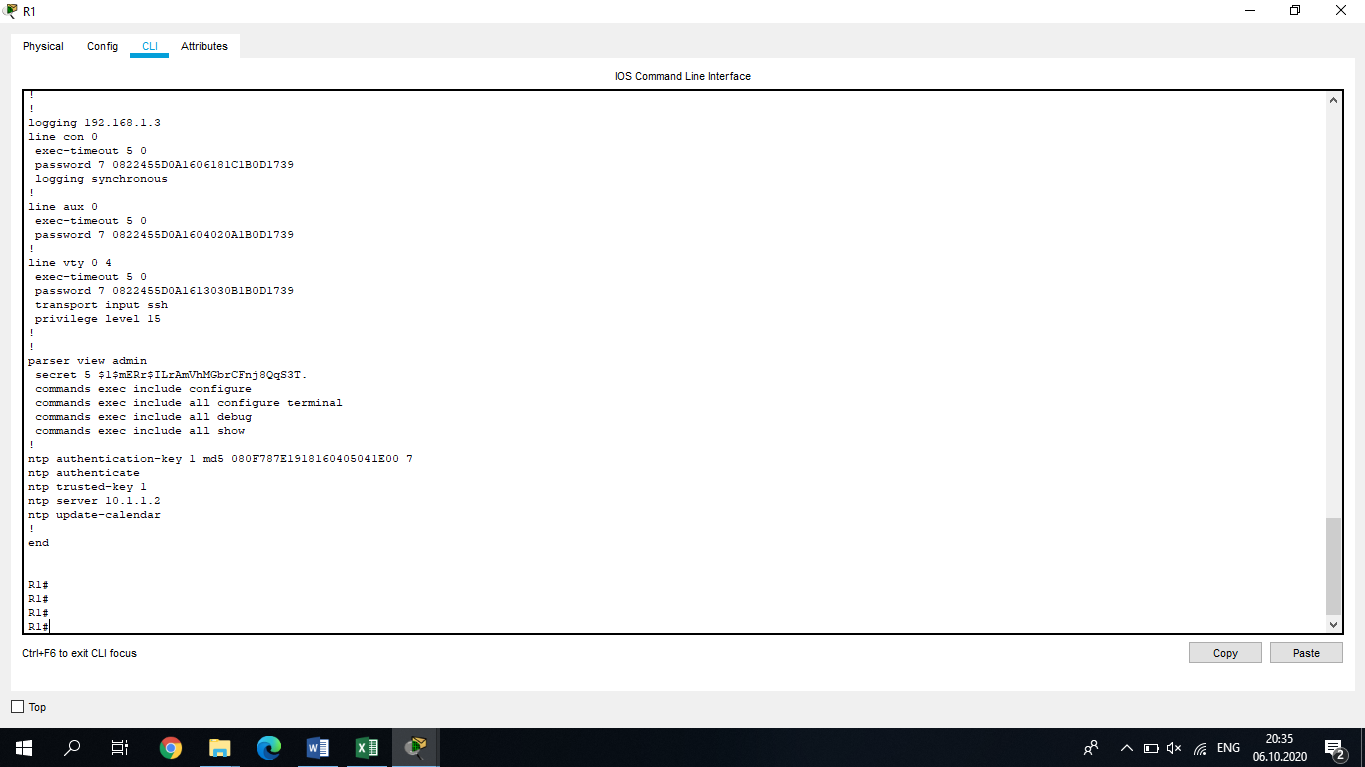 R1
Physical Config CLI Attributes
IOS Command Line Interface
!
!
logging 192.168.1.3
line con 0
exec-timeout 5 0
password 7 0822455D0A1606181C1B0D1739
logging synchronous
!
line aux 0
exec-timeout 5 0
password 7 0822455D0A1604020A1B0D1739
!
line vty 0 4
exec-timeout 5 0
password 7 0822455D0A1613030B1B0D1739
transport input ssh
privilege level 15
!
!
parser view admin
secret 5 $1$mERr$ILrAmVhMGbrCFnj8QqS3T.
commands exec include configure
commands exec include all configure terminal
commands exec include all debug
commands exec include all show
!
ntp authentication-key 1 md5 080F787E1918160405041E00 7
ntp authenticate
ntp trusted-key 1
ntp server 10.1.1.2
ntp update-calendar
!
end
R1#
R1#
R1#
R1#
Ctrl+F6 to exit CLI focus
Copy Paste
Top
ENG
20:35
06.10.2020
2